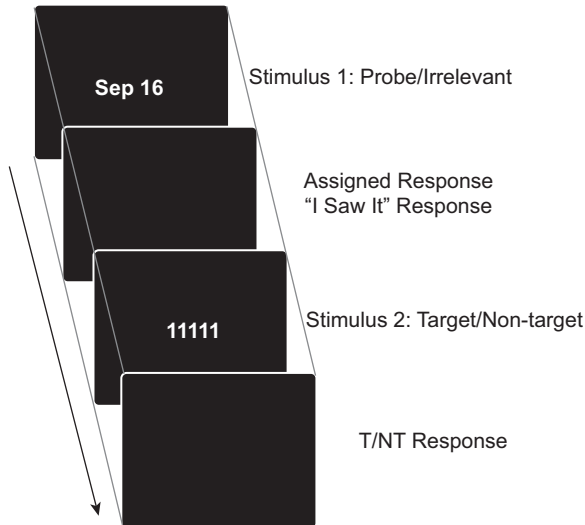 Sep 16
Stimulus 1: Probe/Irrelevant
Assigned Response
“I Saw It” Response
11111
Stimulus 2: Target/Non-target
T/NT Response